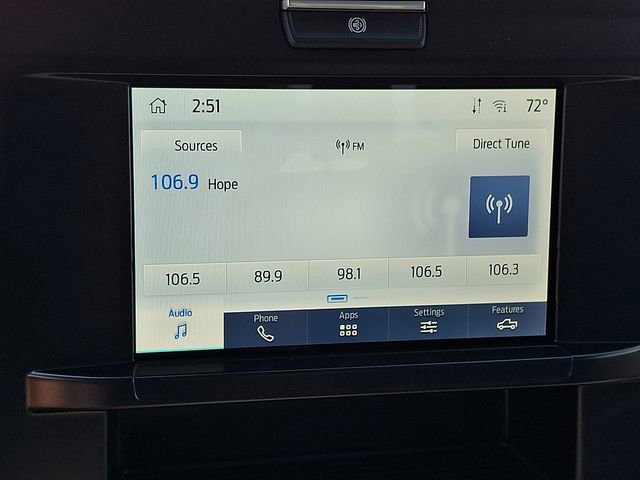 2:51
72°
Sources
FM
Direct Tune
106.9 Hope
106.5
89.9
98.1
106.5
106.3
Audio
Phone
Apps
Settings
Features